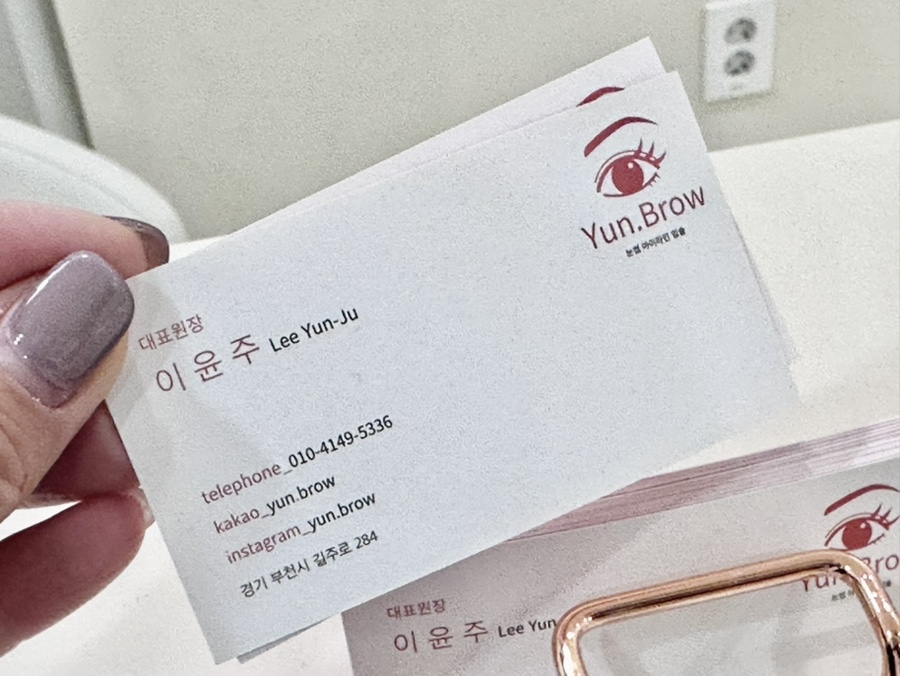 Yun.Brow
눈썹 아이라인 입술
대표원장
이윤주 Lee Yun-Ju
telephone_010-4149-5336
kakao_yun.brow
instagram_yun.brow
경기 부천시 길주로 284
대표원장
이윤주 Lee Yun